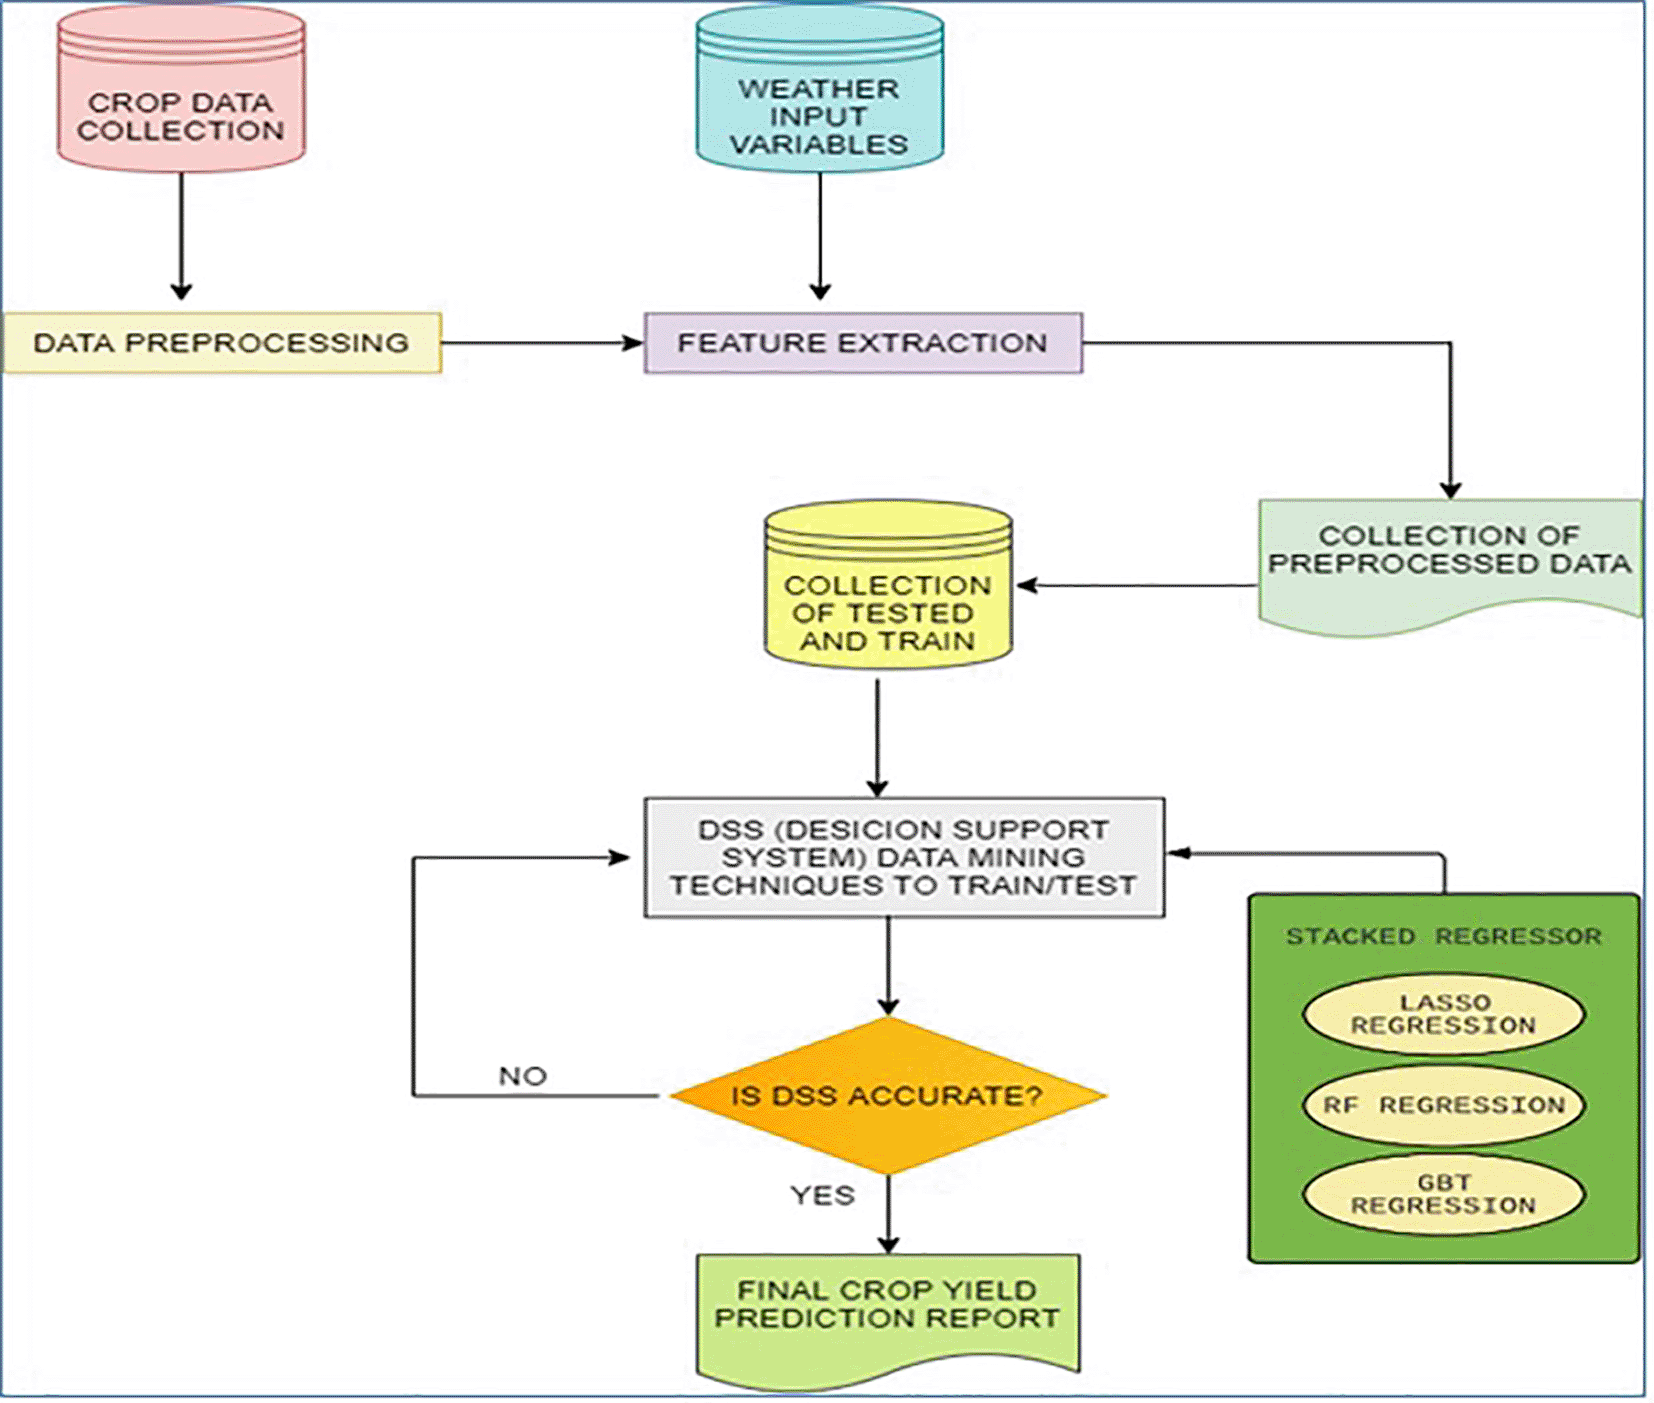 CROP DATA
COLLECTION
WEATHER
INPUT
VARIABLES
DATA PREPROCESSING
FEATURE EXTRACTION
COLLECTION OF
PREPROCESSED DATA
COLLECTION
OF TESTED
AND TRAIN
DSS (DESICION SUPPORT
SYSTEM) DATA MINING
TECHNIQUES TO TRAIN/TEST
STACKED REGRESSOR
LASSO
REGRESSION
RF REGRESSION
GBT
REGRESSION
IS DSS ACCURATE?
NO
YES
FINAL CROP YIELD
PREDICTION REPORT